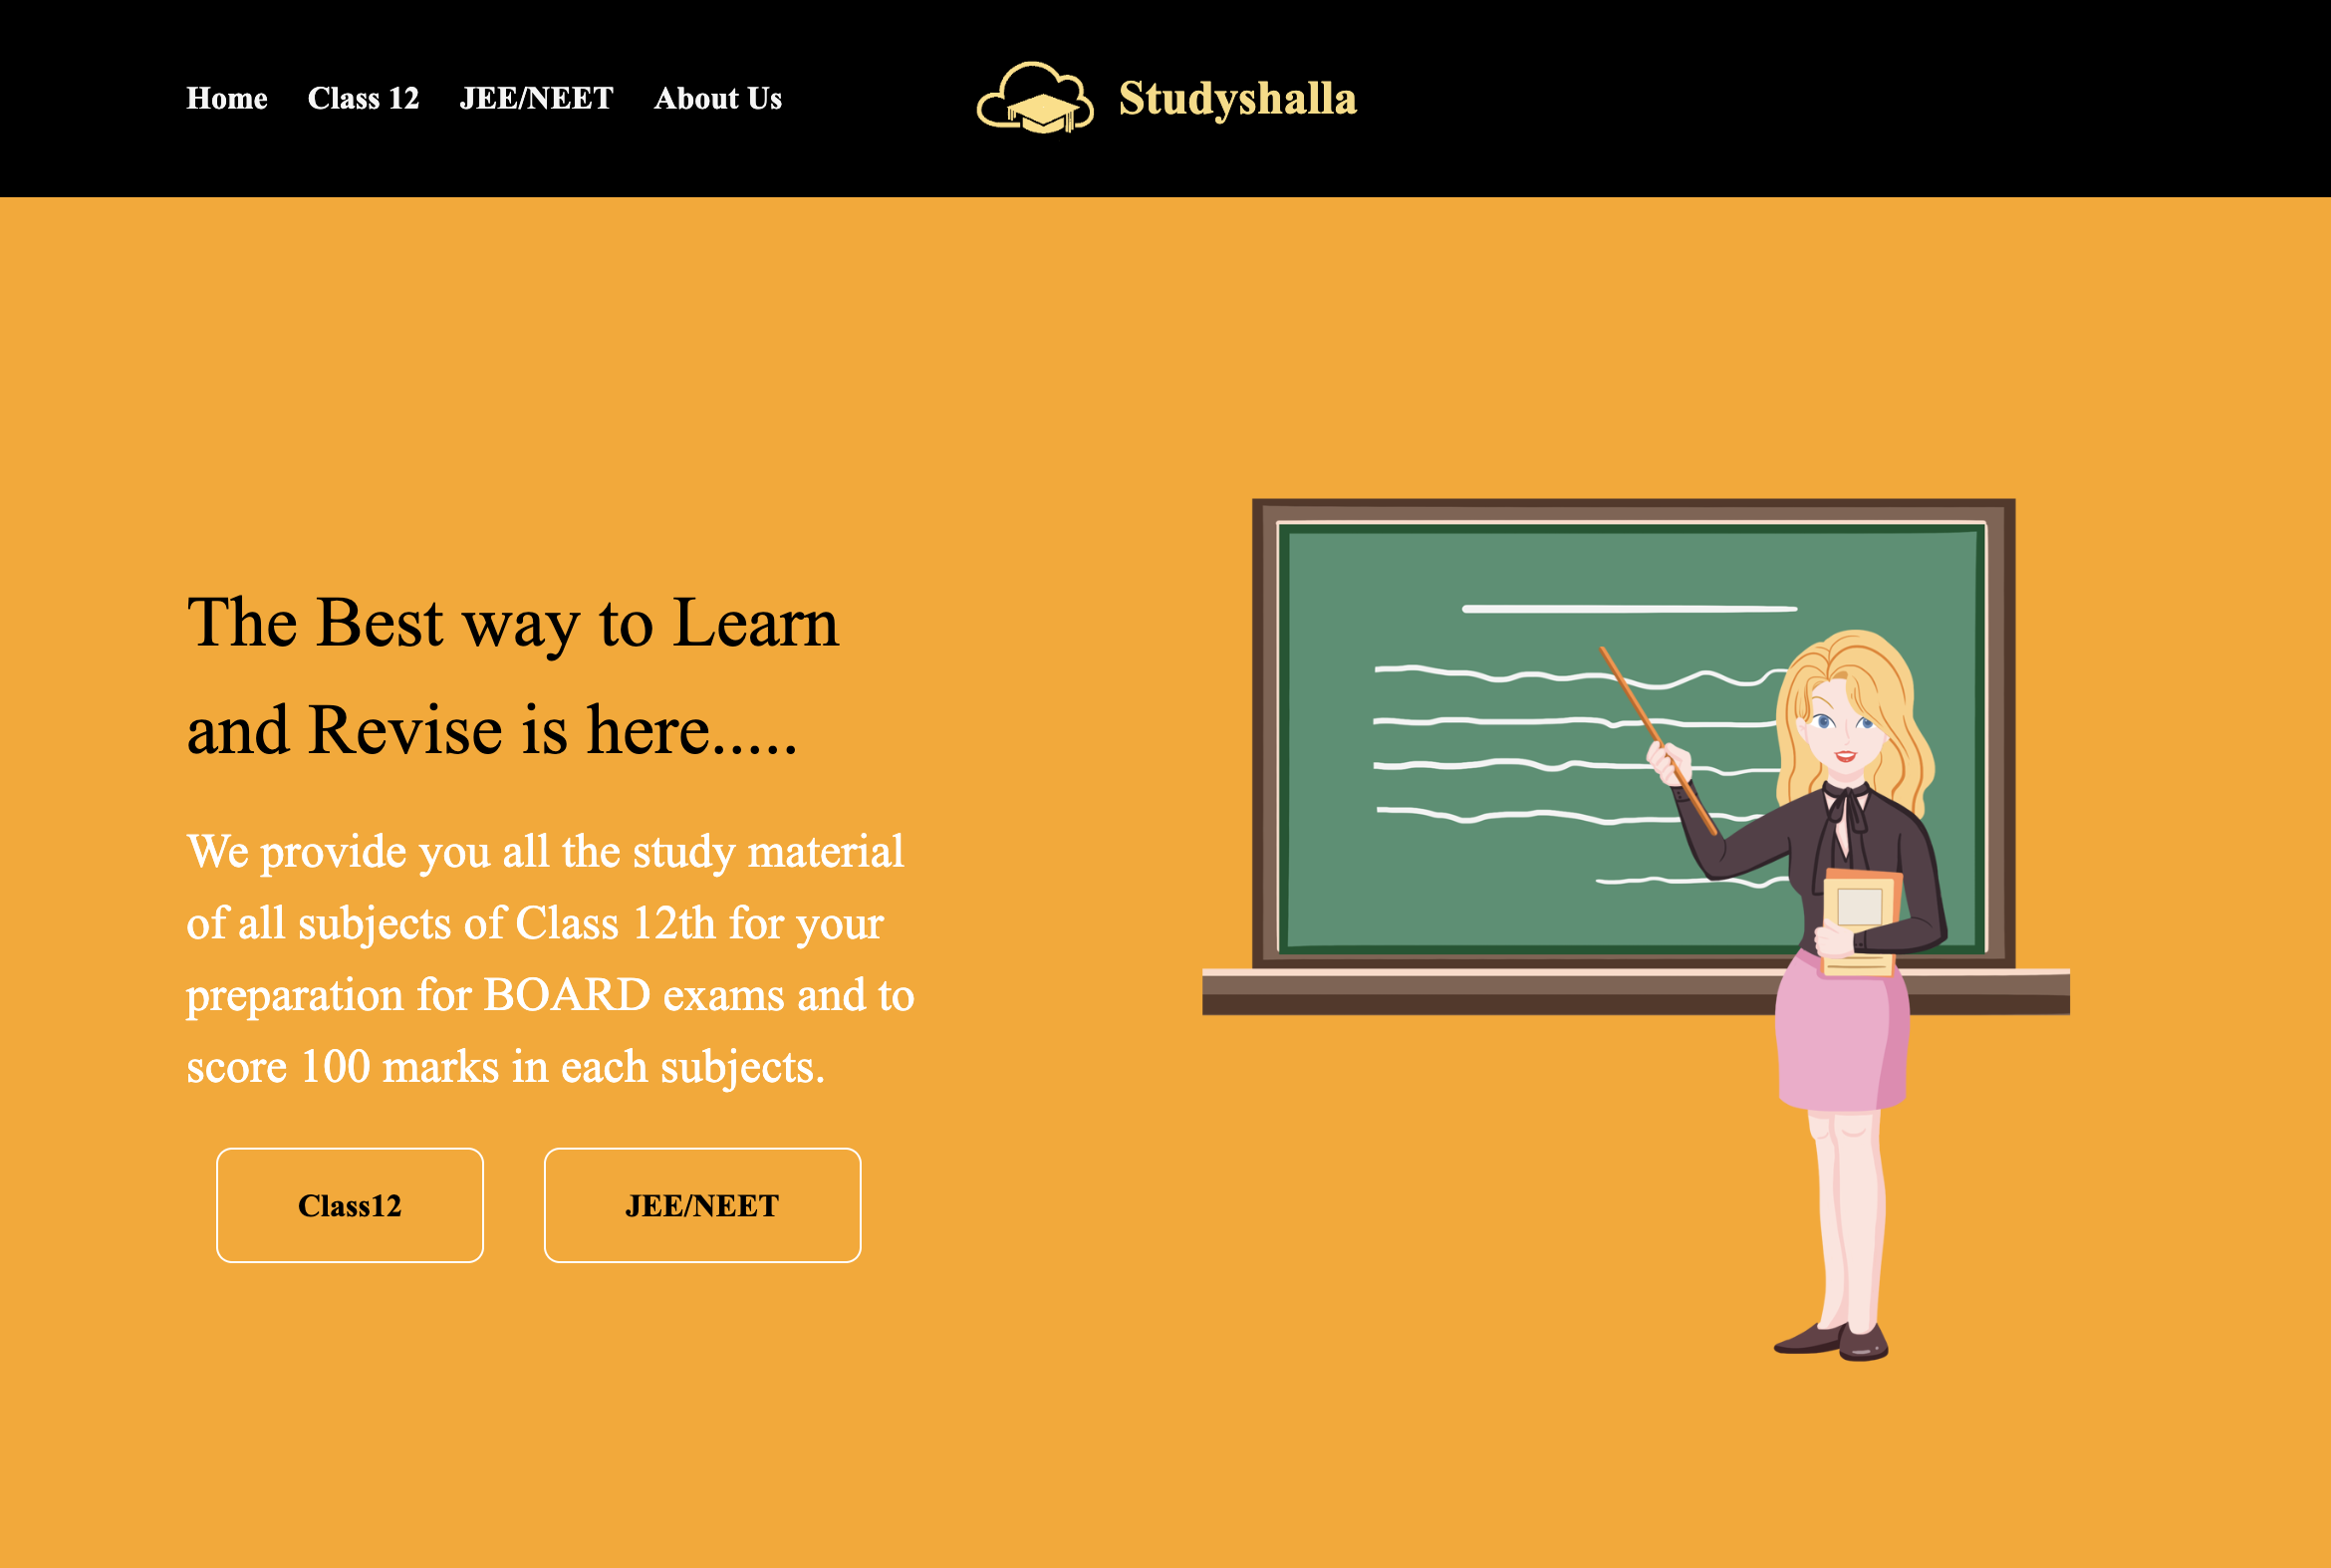 Home Class 12 JEE/NEET About Us Studyshalla
The Best way to Learn
and Revise is here.....
We provide you all the study material
of all subjects of Class 12th for your
preparation for BOARD exams and to
score 100 marks in each subjects.
Class12 JEE/NEET